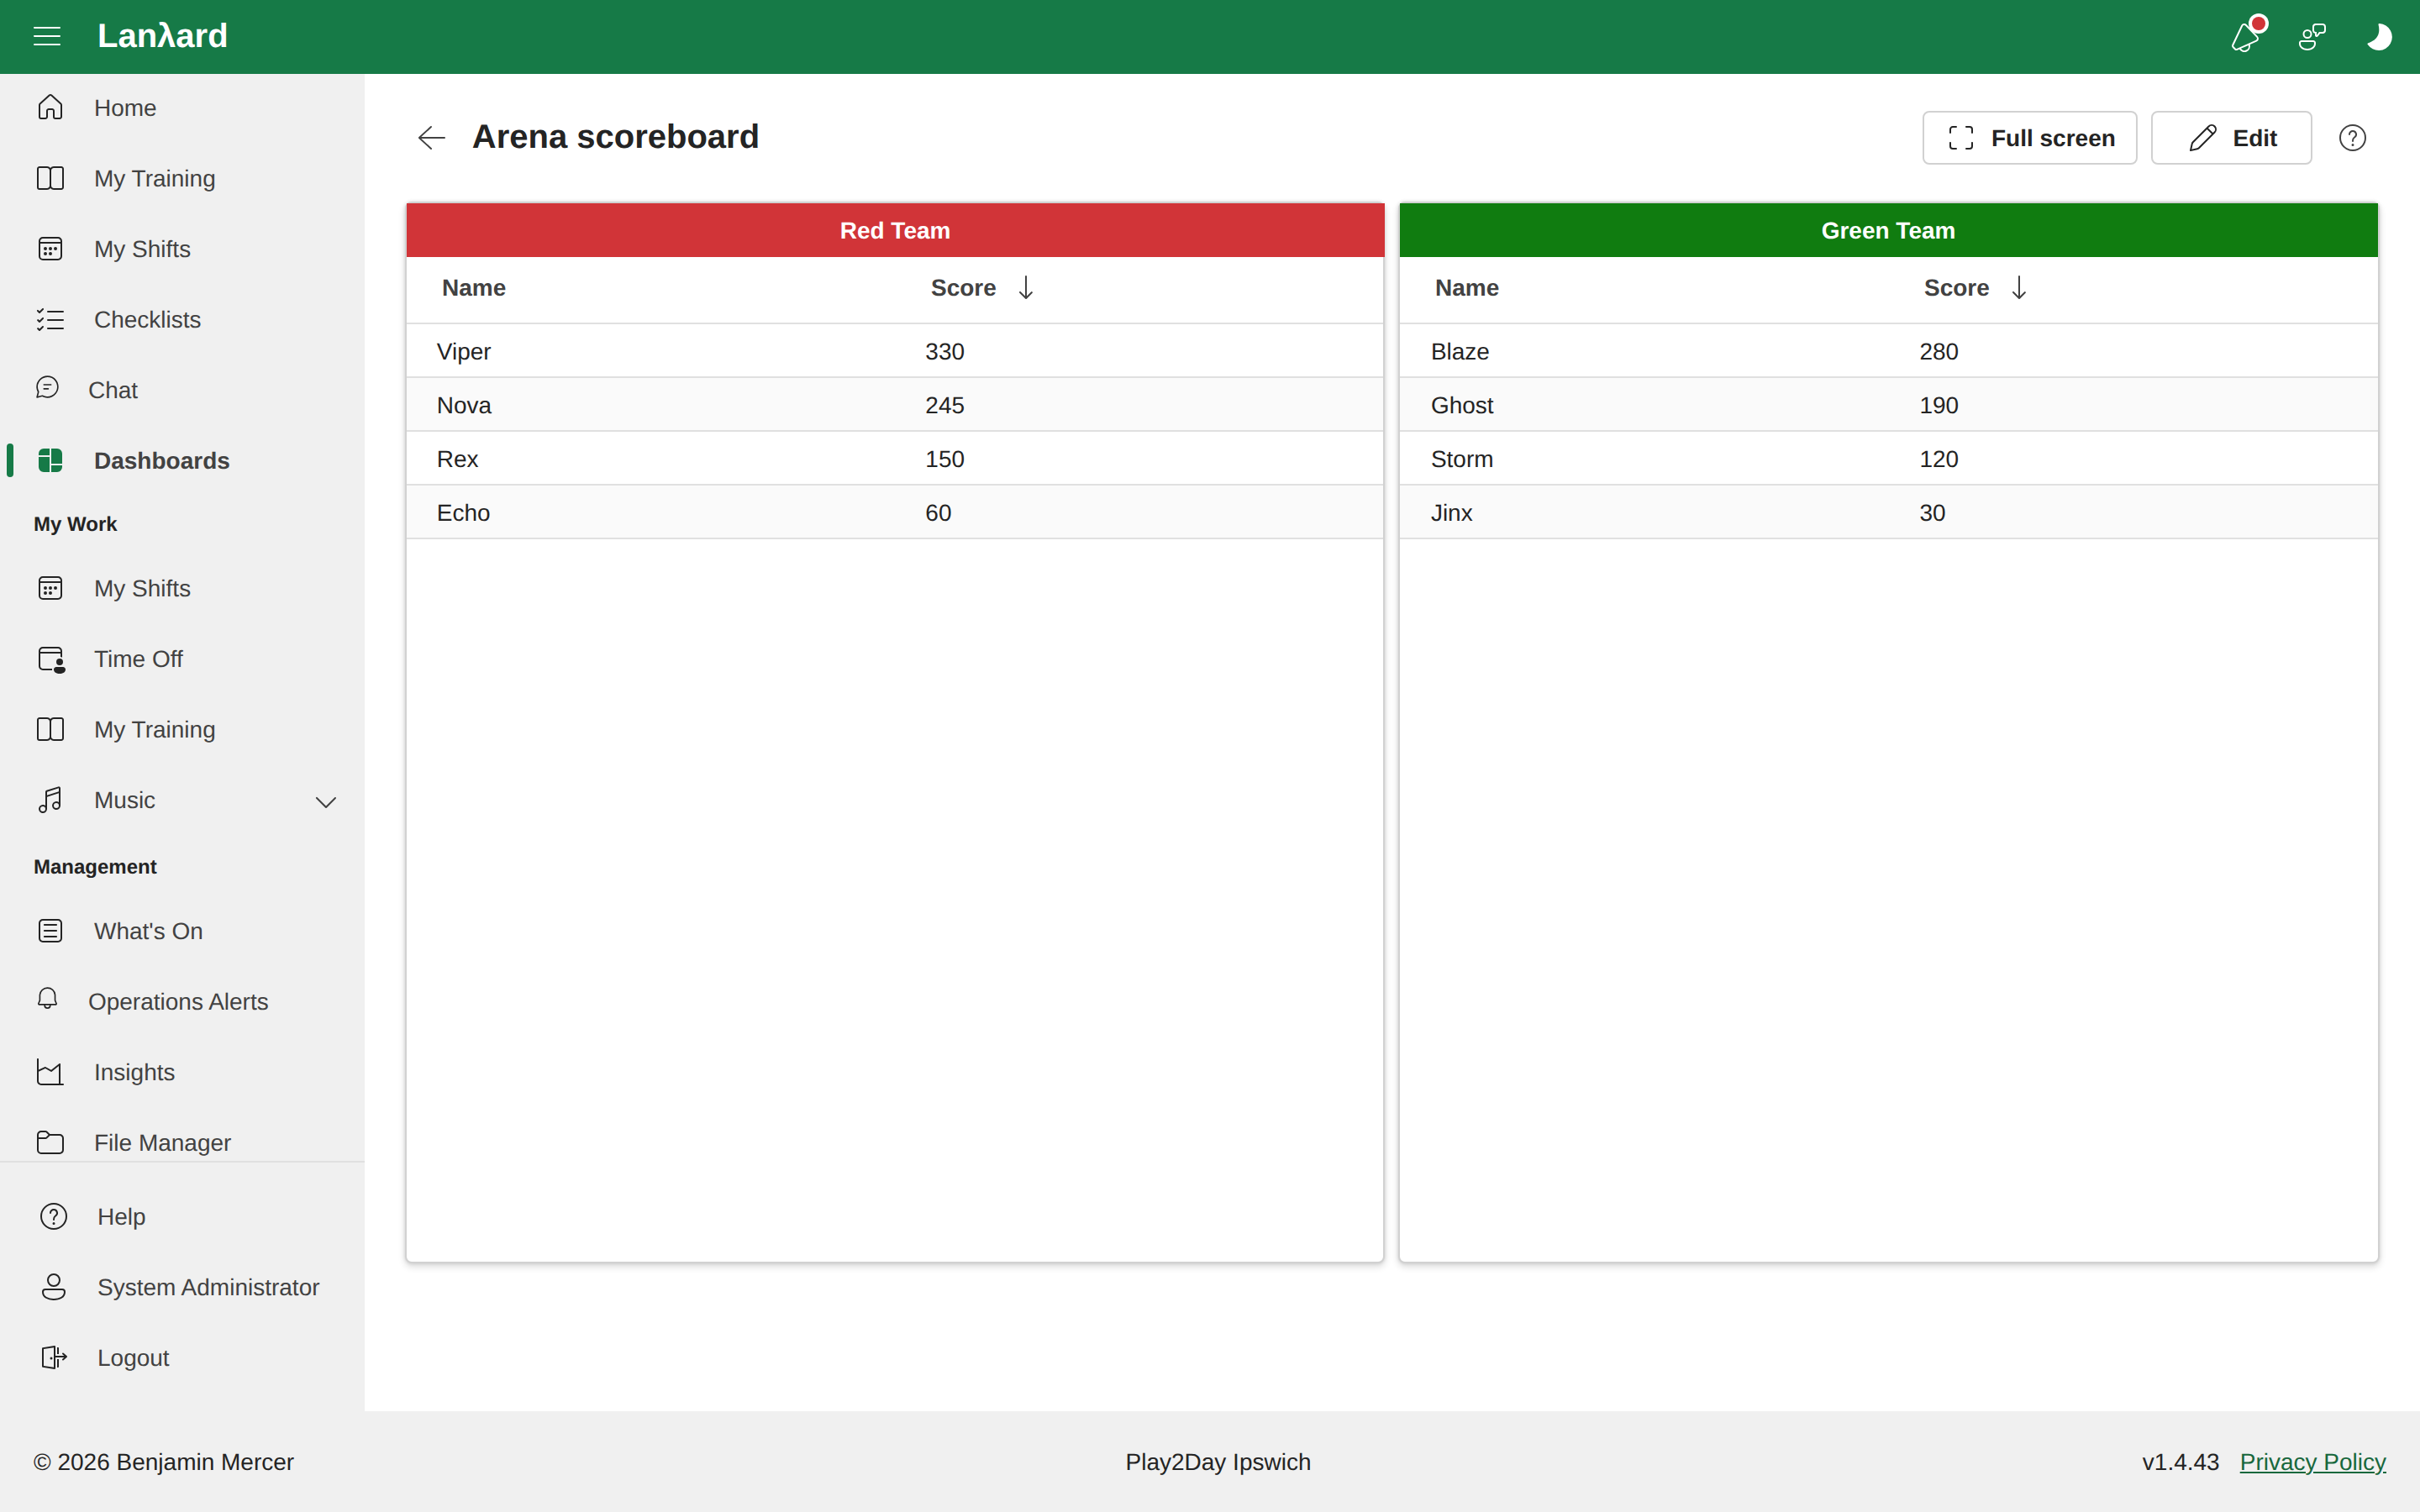 Lanλard
Home
My Training
My Shifts
Checklists
Chat
Dashboards
My Work
My Shifts
Time Off
My Training
Music
Management
What's On
Operations Alerts
Insights
File Manager
Help
System Administrator
Logout
Arena scoreboard
Full screen
Edit
Red Team
Name Score
Viper 330
Nova 245
Rex 150
Echo 60
Green Team
Name Score
Blaze 280
Ghost 190
Storm 120
Jinx 30
© 2026 Benjamin Mercer
Play2Day Ipswich
v1.4.43 Privacy Policy